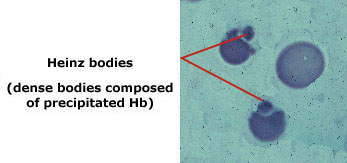 Heinz bodies
(dense bodies composed
of precipitated Hb)